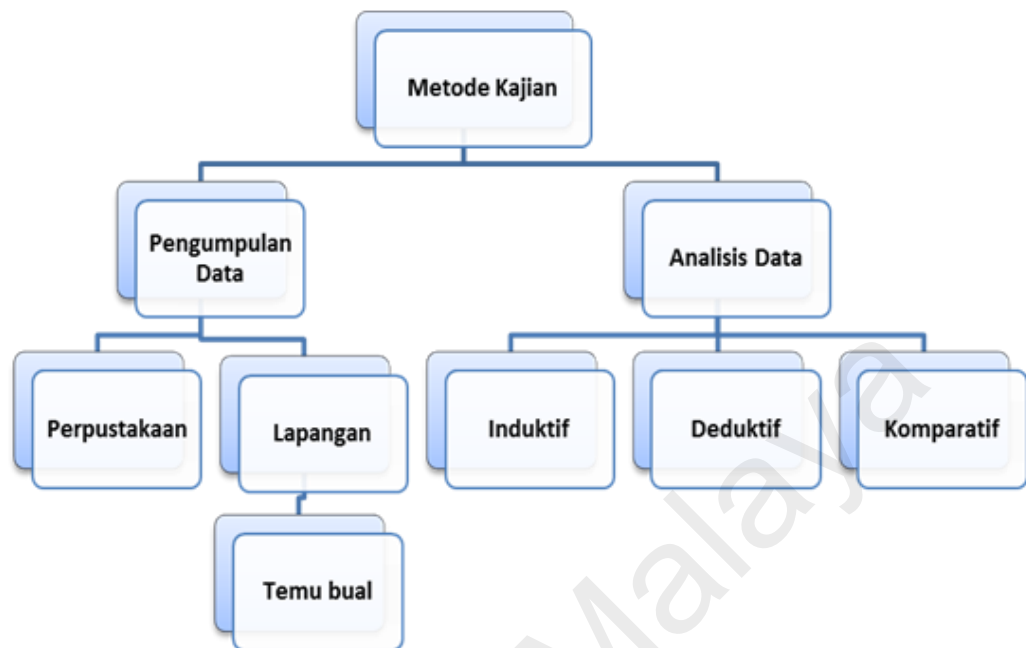 Metode Kajian
Pengumpulan
Data
Analisis Data
Perpustakaan
Lapangan
Induktif
Deduktif
Komparatif
Temu bual
Malaya